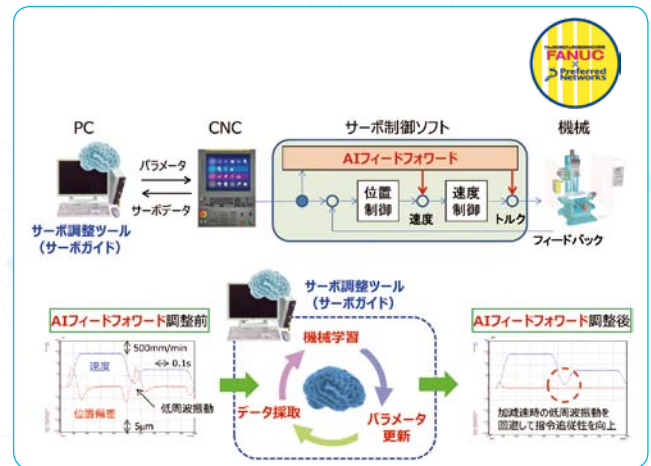 FANUC
×
Preferred
Networks
PC
CNC
サーボ制御ソフト
機械
パラメータ
サーボデータ
AIフィードフォワード
位置
制御
速度
速度
制御
トルク
フィードバック
サーボ調整ツール
(サーボガイド)
サーボ調整ツール
(サーボガイド)
AIフィードフォワード調整前
500mm/min
0.1s
速度
位置偏差
低周波振動
5μm
機械学習
データ採取
パラメータ
更新
AIフィードフォワード調整後
加減速時の低周波振動を
回避して指令追従性を向上